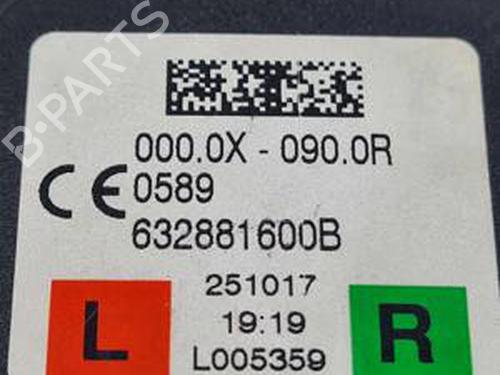 B-PARTS
000.0X - 090.0R
CE 0589
632881600B
L
251017
19:19
L005359
R